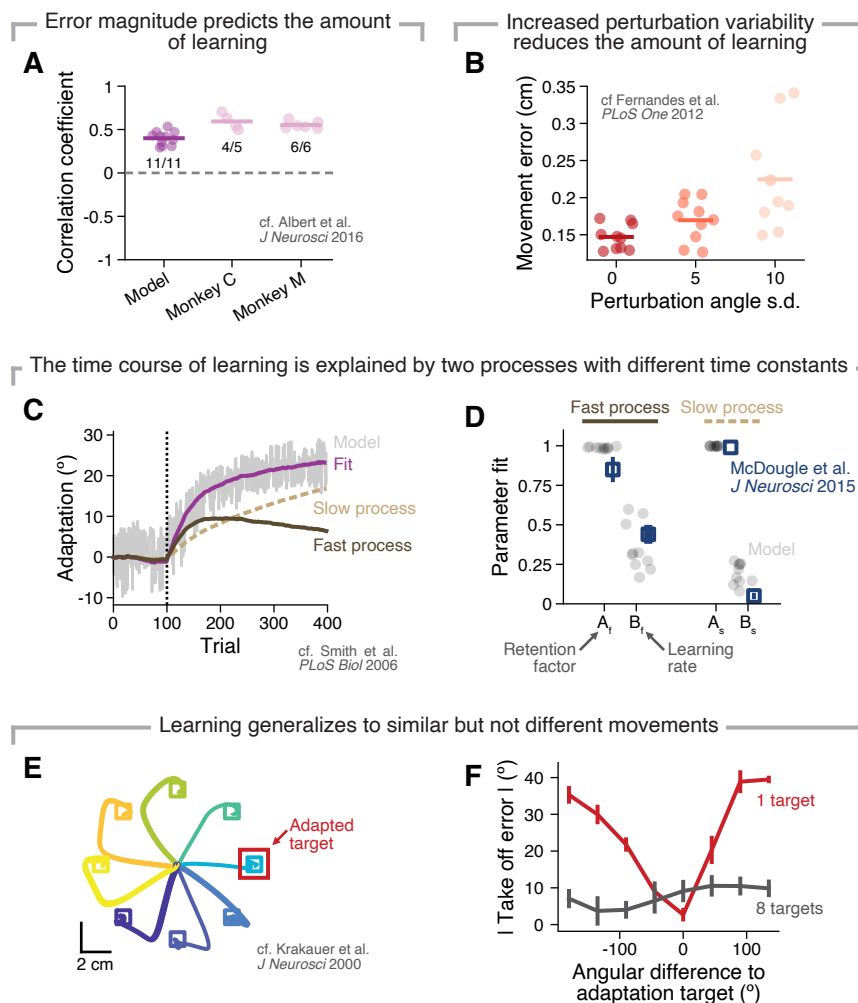 Error magnitude predicts the amount
of learning
A
Correlation coefficient
1
0.5
0
-0.5
-1
11/11
4/5
6/6
cf. Albert et al.
J Neurosci 2016
Model
Monkey C
Monkey M
Increased perturbation variability
reduces the amount of learning
B
Movement error (cm)
0.35
0.25
0.2
0.15
cf Fernandes et al.
PLoS One 2012
0
5
10
Perturbation angle s.d.
The time course of learning is explained by two processes with different time constants
C
Adaptation (º)
30
20
10
0
-10
Model
Fit
Slow process
Fast process
0
100
200
300
400
Trial
cf. Smith et al.
PLoS Biol 2006
D
Fast process
Slow process
Parameter fit
1
0.75
0.5
0.25
0
McDougle et al.
J Neurosci 2015
Model
Af
Bf
As
Bs
Retention
factor
Learning
rate
Learning generalizes to similar but not different movements
E
Adapted
target
2 cm
cf. Krakauer et al.
J Neurosci 2000
F
| Take off error | (º)
40
30
20
10
0
1 target
8 targets
-100
0
100
Angular difference to
adaptation target (º)